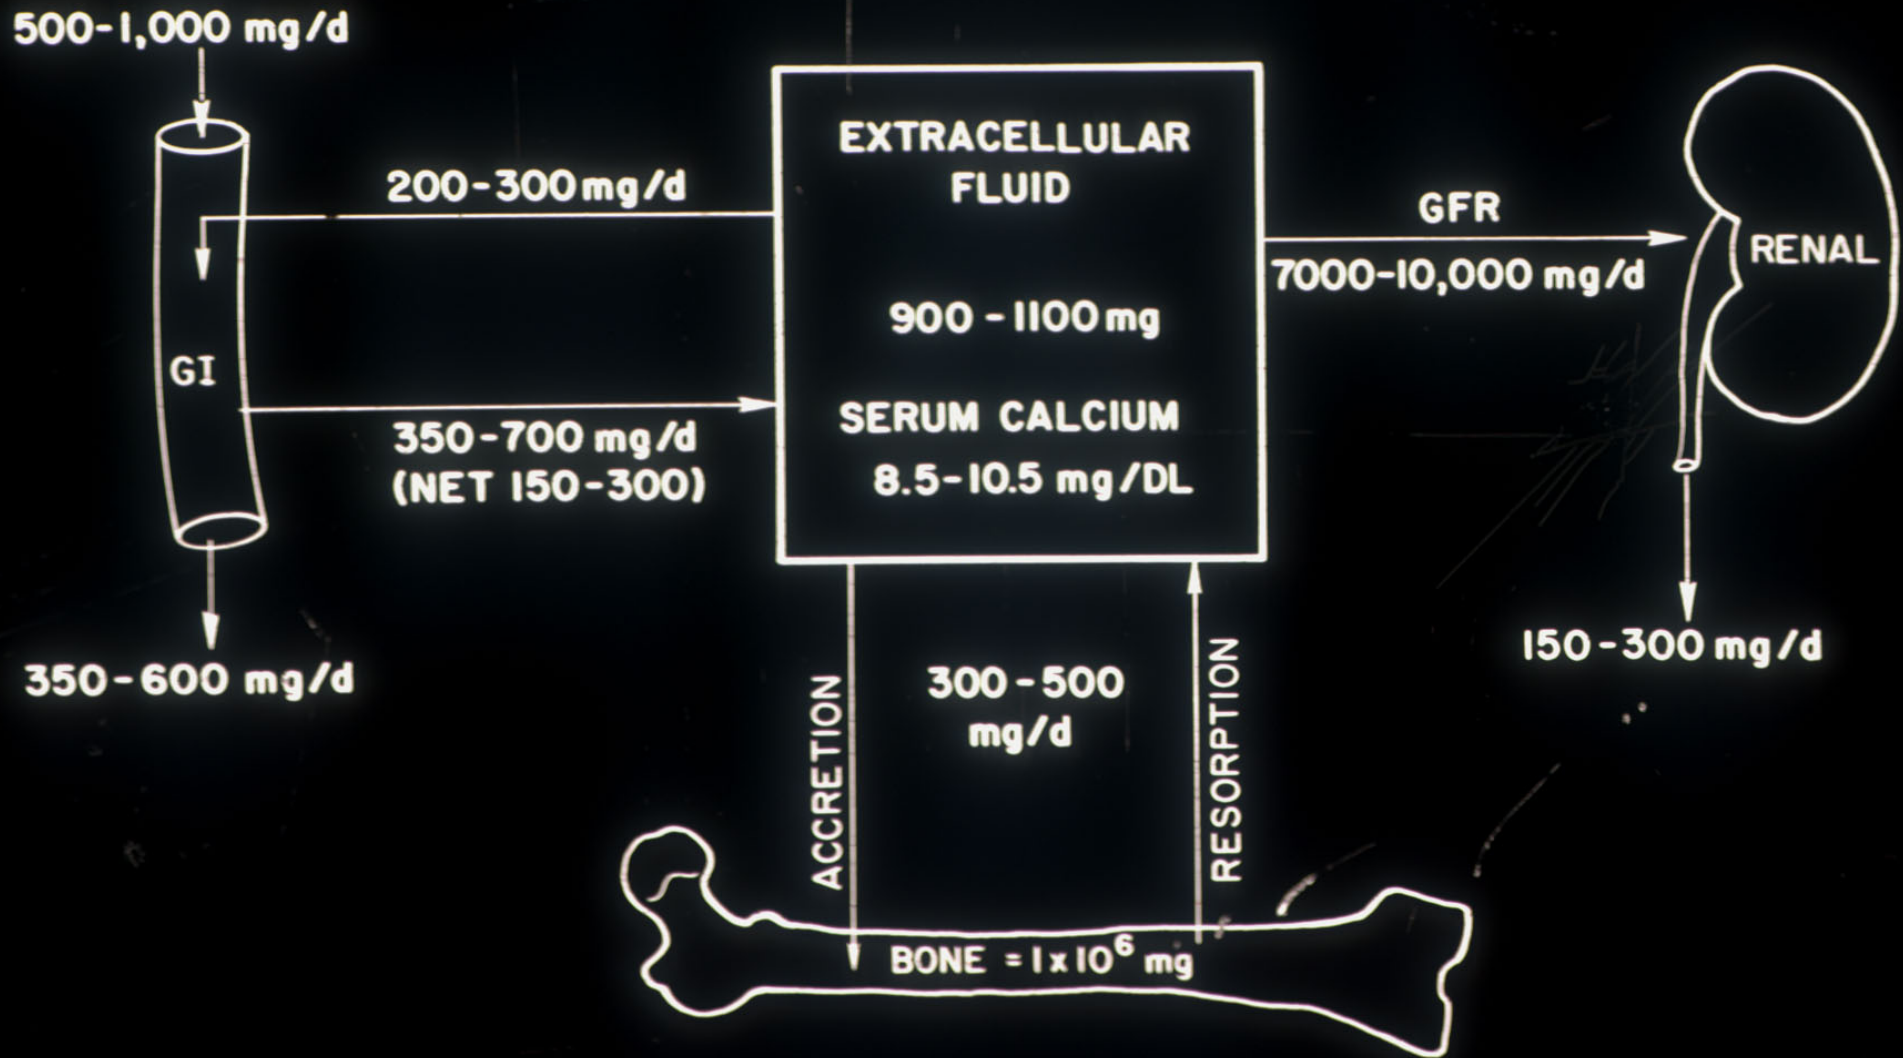 500-1,000 mg/d
GI
350-600 mg/d
200-300 mg/d
350-700 mg/d
(NET 150-300)
EXTRACELLULAR
FLUID
900-1100 mg
SERUM CALCIUM
8.5-10.5 mg/DL
GFR
7000-10,000 mg/d
RENAL
150-300 mg/d
ACCRETION
300-500
mg/d
RESORPTION
BONE = 1x10⁶ mg